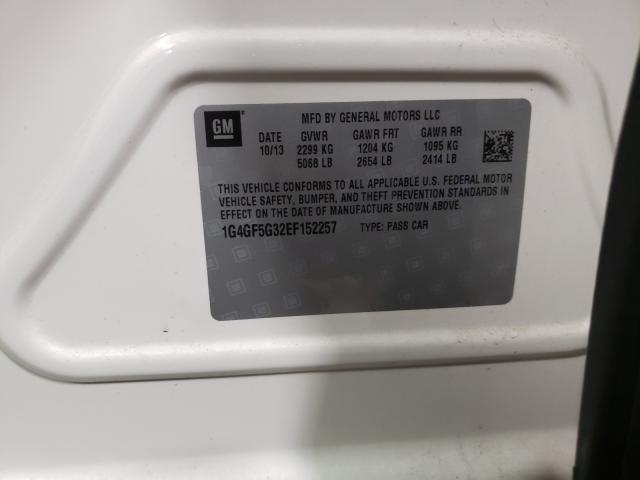 GM
MFD BY GENERAL MOTORS LLC
DATE GVWR GAWR FRT GAWR RR
10/13 2299 KG 1204 KG 1095 KG
5068 LB 2654 LB 2414 LB
THIS VEHICLE CONFORMS TO ALL APPLICABLE U.S. FEDERAL MOTOR
VEHICLE SAFETY, BUMPER, AND THEFT PREVENTION STANDARDS IN
EFFECT ON THE DATE OF MANUFACTURE SHOWN ABOVE.
1G4GF5G32EF152257 TYPE: PASS CAR